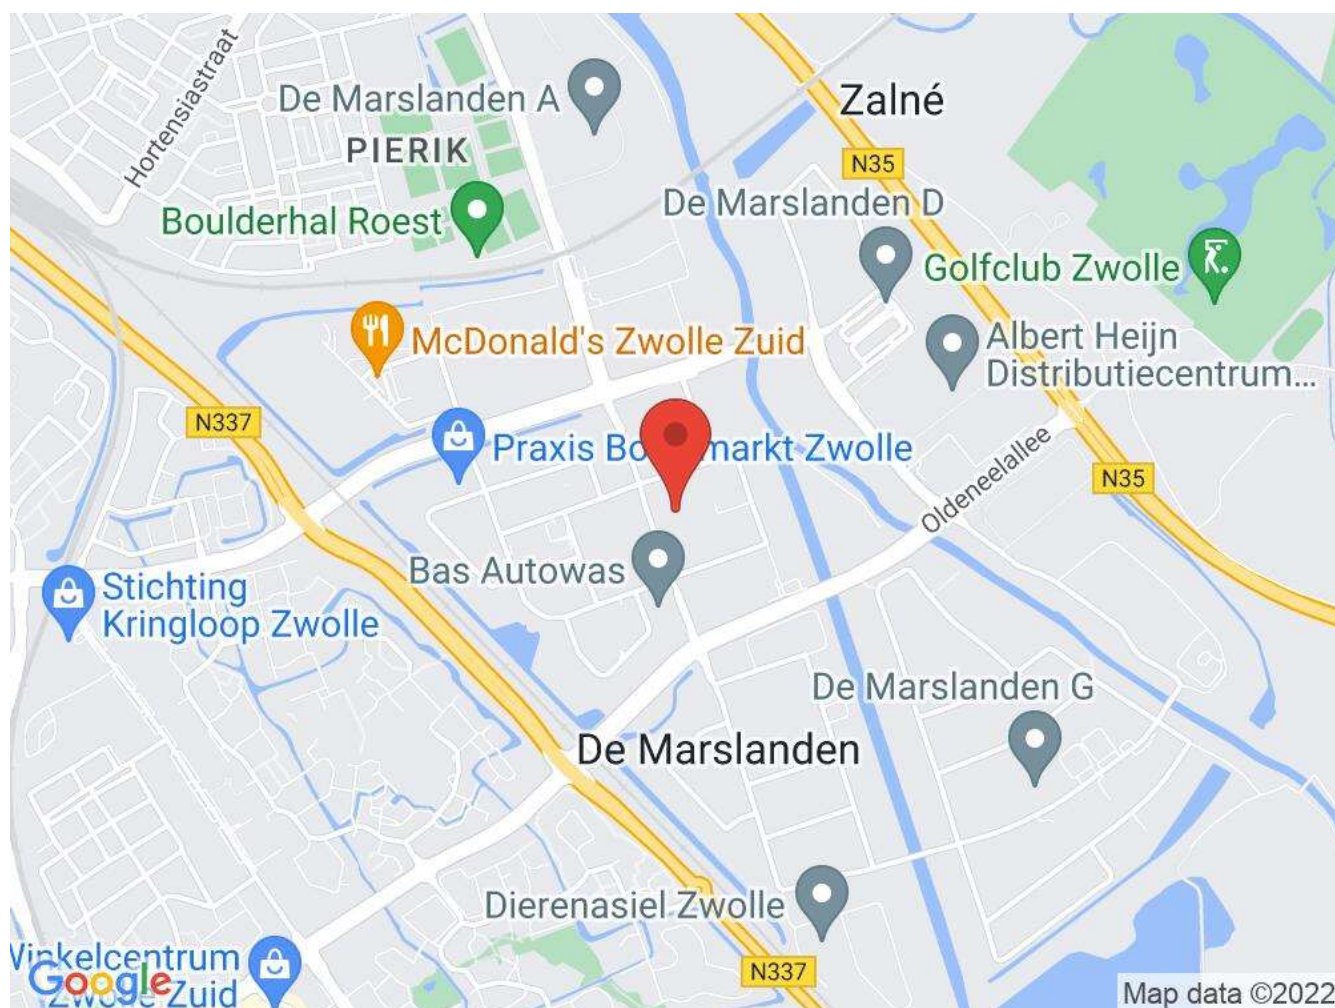 Hortensiastraat
De Marslanden A
Zalné
PIERIK
N35
De Marslanden D
Boulderhal Roest
Golfclub Zwolle
McDonald's Zwolle Zuid
Albert Heijn
Distributiecentrum...
N337
Praxis Bo markt Zwolle
Oldeneelallee
N35
Bas Autowas
Stichting
Kringloop Zwolle
De Marslanden G
De Marslanden
Dierenasiel Zwolle
Winkelcentrum
Zwolle Zuid
Google
N337
Map data ©2022